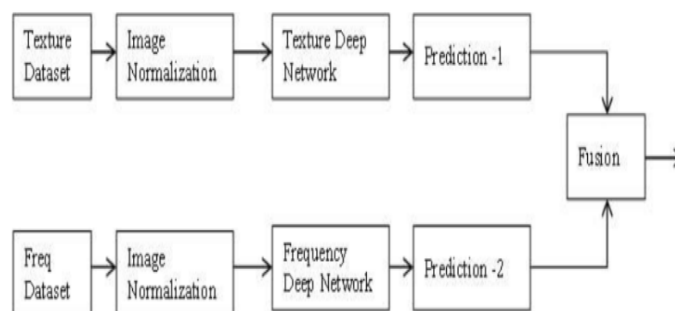 Texture
Dataset
Image
Normalization
Texture Deep
Network
Prediction -1
Fusion
Freq
Dataset
Image
Normalization
Frequency
Deep Network
Prediction -2